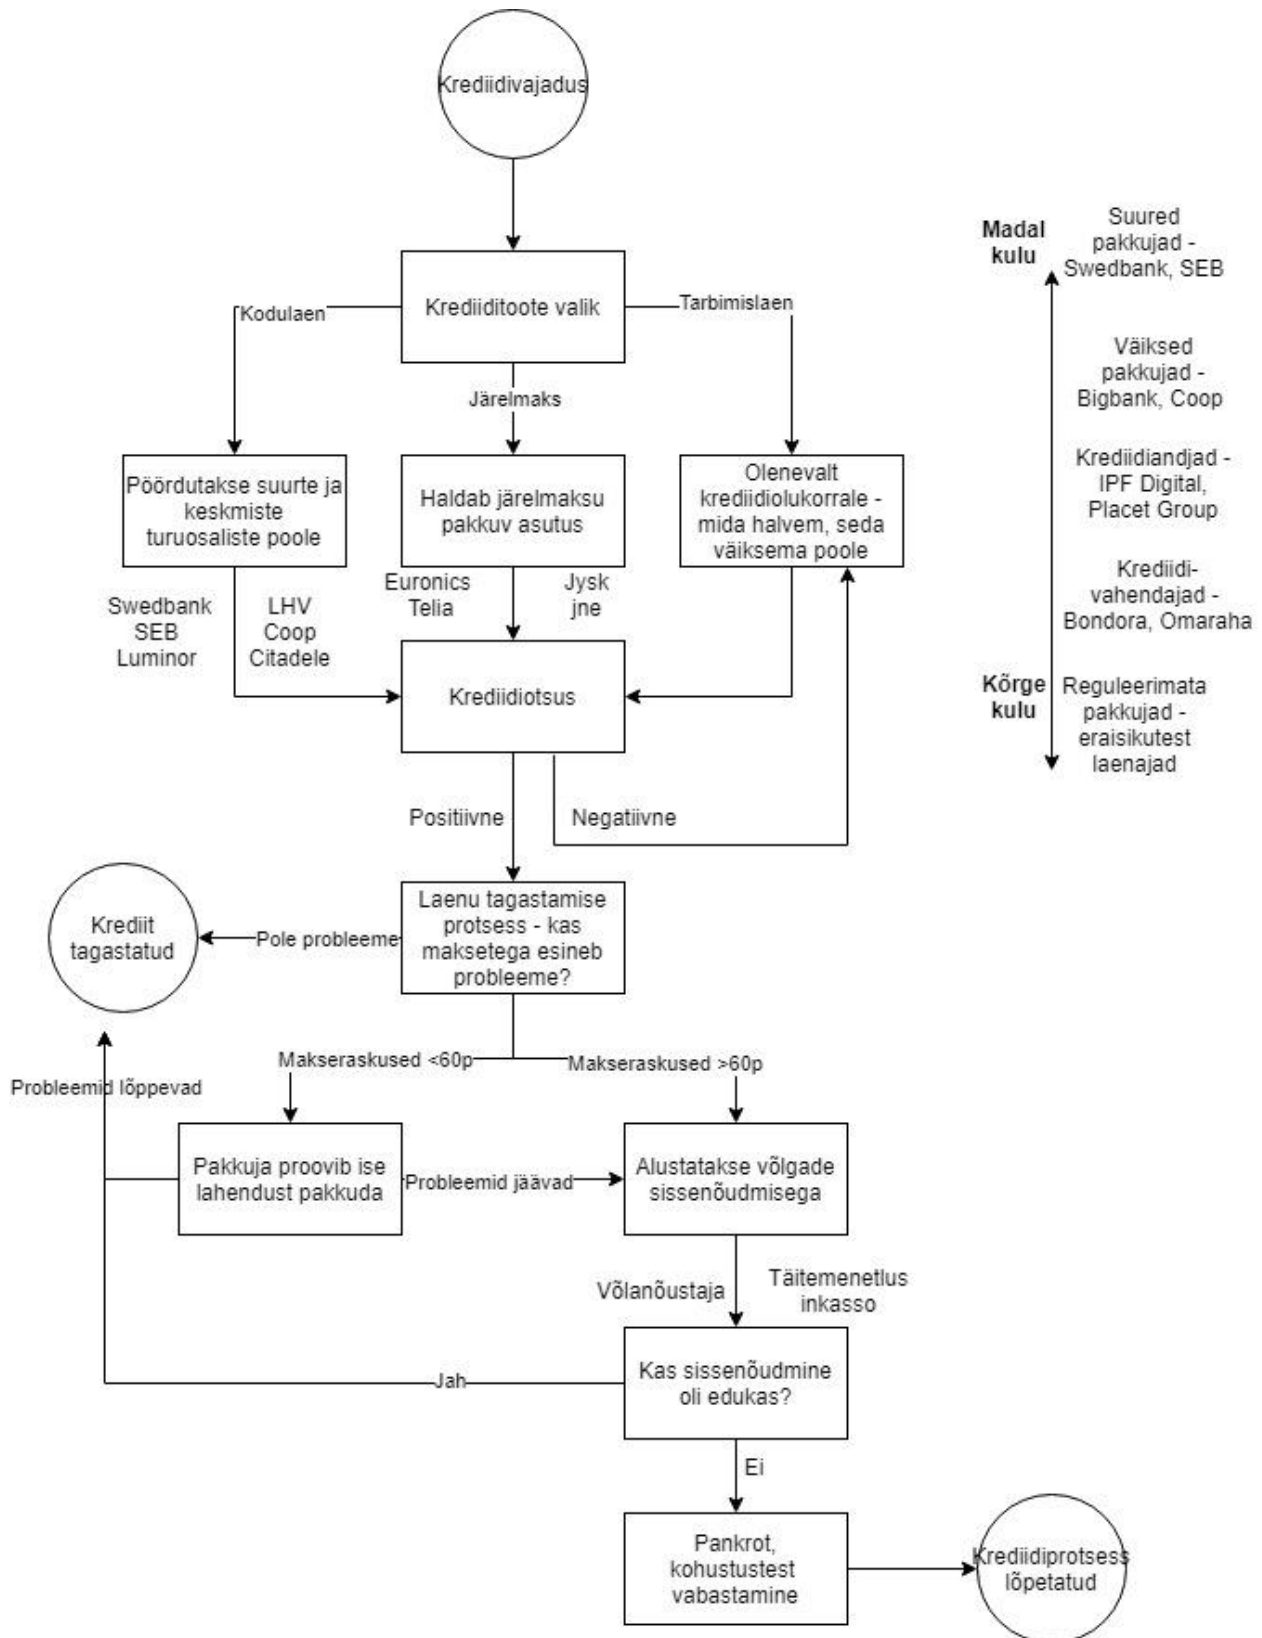 Krediidivajadus
Krediiditoote valik
Kodulaen
Tarbimislaen
Järelmaks
Pöördutakse suurte ja
keskmiste
turuosaliste poole
Haldab järelmaksu
pakkuv asutus
Olenevalt
krediidiolukorrale -
mida halvem, seda
väiksema poole
Swedbank
SEB
Luminor
LHV
Coop
Citadele
Euronics
Telia
Jysk
jne
Krediidiotsus
Positiivne
Negatiivne
Laenu tagastamise
protsess - kas
maksetega esineb
probleeme?
Pole probleeme
Krediit
tagastatud
Makseraskused <60p
Makseraskused >60p
Probleemid lõppevad
Pakkuja proovib ise
lahendust pakkuda
Probleemid jäävad
Alustatakse võlgade
sissenõudmisega
Võlanõustaja
Täitemenetlus
inkasso
Kas sissenõudmine
oli edukas?
Jah
Ei
Pankrot,
kohustustest
vabastamine
Krediidiprotsess
lõpetatud
Madal
kulu
Suured
pakkujad -
Swedbank, SEB
Väiksed
pakkujad -
Bigbank, Coop
Krediidiandjad -
IPF Digital,
Placet Group
Krediidi-
vahendajad -
Bondora, Omaraha
Kõrge
kulu
Reguleerimata
pakkujad -
eraisikutest
laenajad